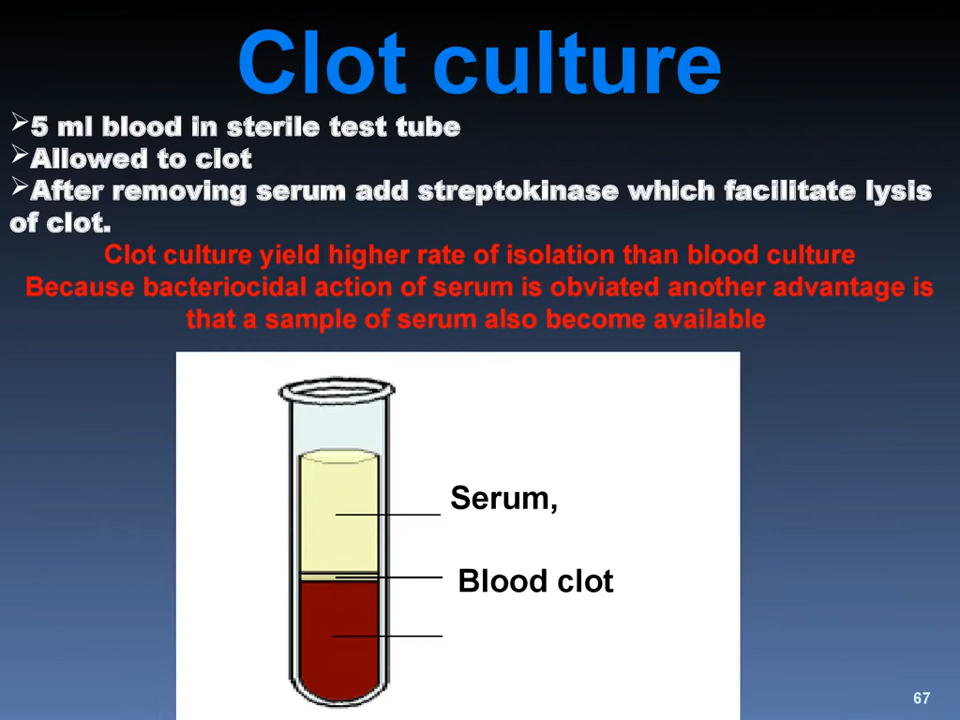 Clot culture
➢5 ml blood in sterile test tube
➢Allowed to clot
➢After removing serum add streptokinase which facilitate lysis
of clot.
Clot culture yield higher rate of isolation than blood culture
Because bacteriocidal action of serum is obviated another advantage is
that a sample of serum also become available
Serum,
Blood clot
67